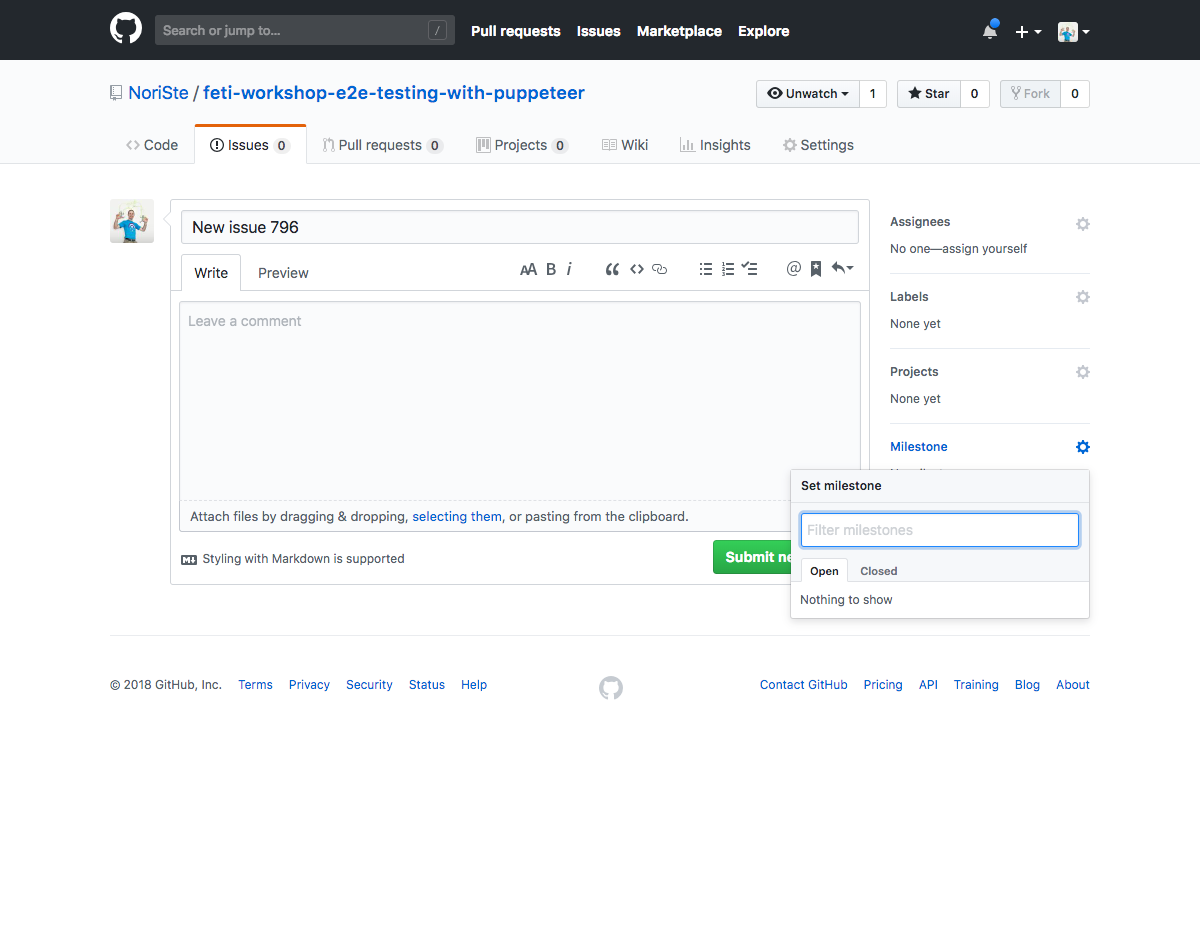 Search or jump to... /
Pull requests Issues Marketplace Explore
NoriSte / feti-workshop-e2e-testing-with-puppeteer
Unwatch 1 Star 0 Fork 0
Code Issues 0 Pull requests 0 Projects 0 Wiki Insights Settings
New issue 796
Write Preview
AA B i
Leave a comment
Attach files by dragging & dropping, selecting them, or pasting from the clipboard.
Styling with Markdown is supported
Submit ne
Assignees
No one—assign yourself
Labels
None yet
Projects
None yet
Milestone
Set milestone
Filter milestones
Open Closed
Nothing to show
© 2018 GitHub, Inc. Terms Privacy Security Status Help
Contact GitHub Pricing API Training Blog About